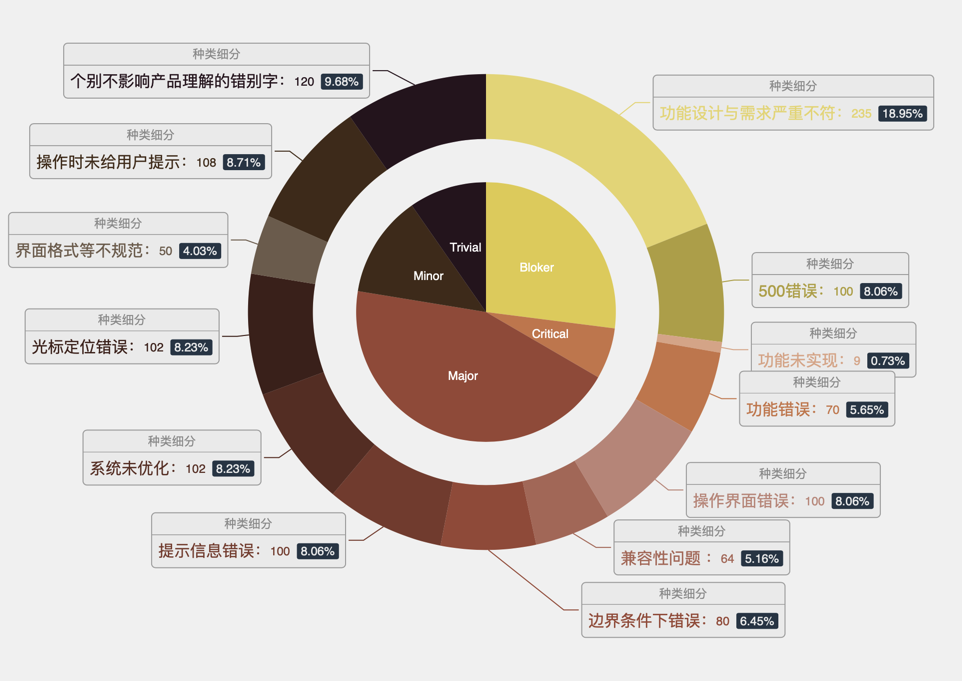 种类细分
个别不影响产品理解的错别字： 120 9.68%
种类细分
功能设计与需求严重不符： 235 18.95%
种类细分
操作时未给用户提示： 108 8.71%
种类细分
界面格式等不规范： 50 4.03%
种类细分
500错误： 100 8.06%
种类细分
光标定位错误： 102 8.23%
种类细分
功能未实现： 9 0.73%
种类细分
功能错误： 70 5.65%
种类细分
系统未优化： 102 8.23%
种类细分
操作界面错误： 100 8.06%
种类细分
提示信息错误： 100 8.06%
种类细分
兼容性问题 ： 64 5.16%
种类细分
边界条件下错误： 80 6.45%
Trivial
Bloker
Minor
Critical
Major